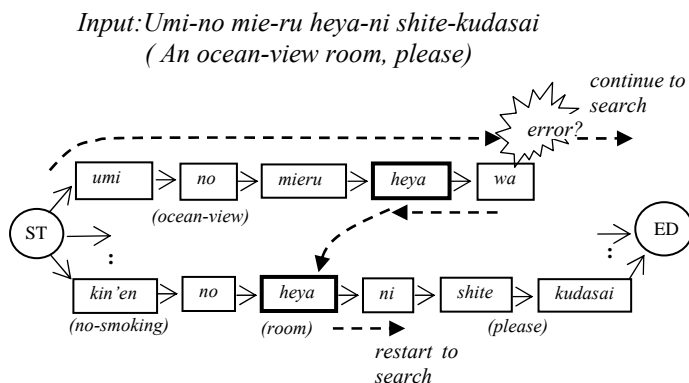 Input:Umi-no mie-ru heya-ni shite-kudasai
( An ocean-view room, please)
continue to
search
error?
umi
no
mieru
heya
wa
(ocean-view)
ST
:
:
ED
kin'en
no
heya
ni
shite
kudasai
(no-smoking)
(room)
(please)
restart to
search